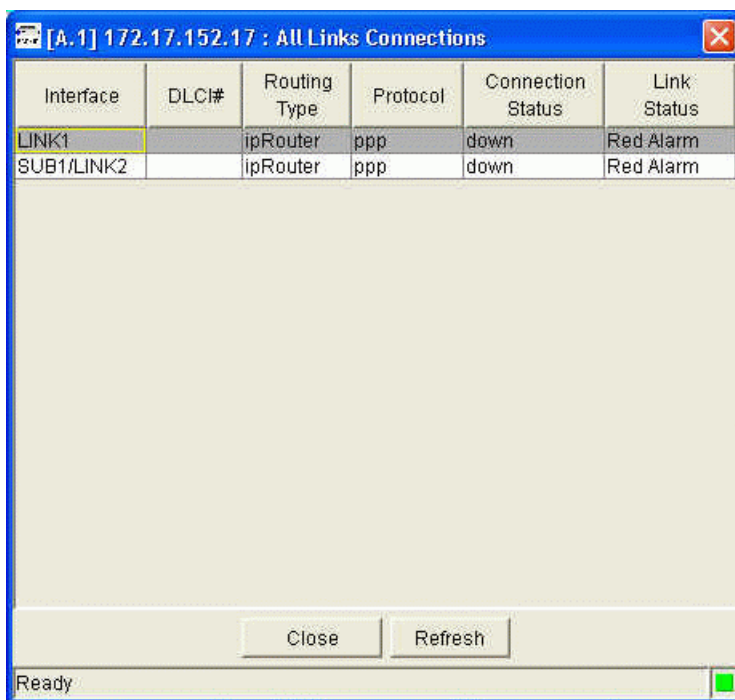 [A.1] 172.17.152.17 : All Links Connections
Interface DLCI# Routing Type Protocol Connection Status Link Status
LINK1 ipRouter ppp down Red Alarm
SUB1/LINK2 ipRouter ppp down Red Alarm
Close Refresh
Ready